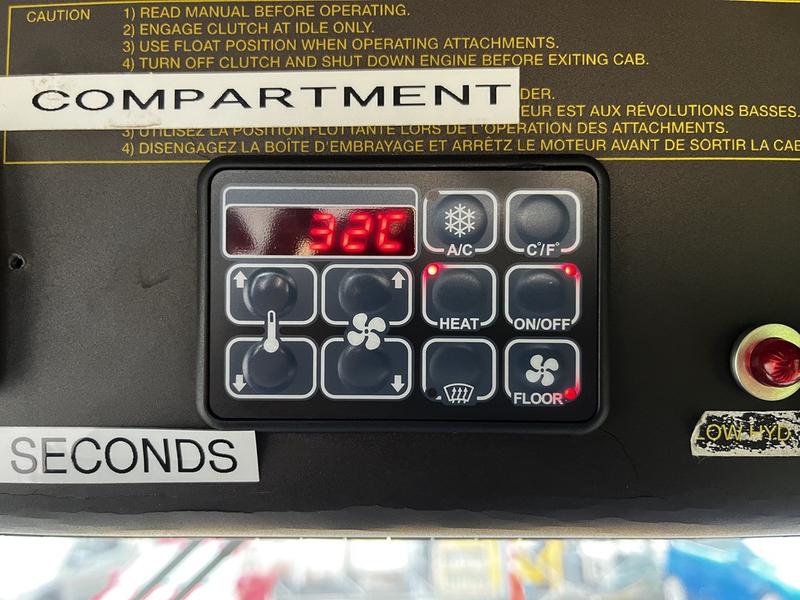 CAUTION
1) READ MANUAL BEFORE OPERATING.
2) ENGAGE CLUTCH AT IDLE ONLY.
3) USE FLOAT POSITION WHEN OPERATING ATTACHMENTS.
4) TURN OFF CLUTCH AND SHUT DOWN ENGINE BEFORE EXITING CAB.
COMPARTMENT
DER.
EUR EST AUX RÉVOLUTIONS BASSES.
3) UTILISEZ LA POSITION FLOTTANTE LORS DE L'OPERATION DES ATTACHMENTS.
4) DISENGAGEZ LA BOÎTE D'EMBRAYAGE ET ARRÊTZ LE MOTEUR AVANT DE SORTIR LA CAB
32C
A/C
C°/F°
HEAT
ON/OFF
FLOOR
SECONDS
LOW HYD